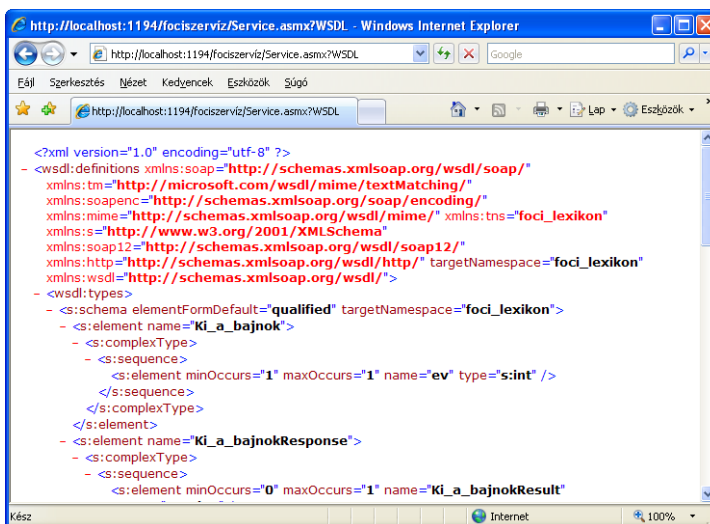 http://localhost:1194/fociszervíz/Service.asmx?WSDL - Windows Internet Explorer
http://localhost:1194/fociszervíz/Service.asmx?WSDL
Google
Fájl Szerkesztés Nézet Kedvencek Eszközök Súgó
http://localhost:1194/fociszervíz/Service.asmx?WSDL
Lap Eszközök
<?xml version="1.0" encoding="utf-8" ?>
- <wsdl:definitions xmlns:soap="http://schemas.xmlsoap.org/wsdl/soap/"
xmlns:tm="http://microsoft.com/wsdl/mime/textMatching/"
xmlns:soapenc="http://schemas.xmlsoap.org/soap/encoding/"
xmlns:mime="http://schemas.xmlsoap.org/wsdl/mime/" xmlns:tns="foci_lexikon"
xmlns:s="http://www.w3.org/2001/XMLSchema"
xmlns:soap12="http://schemas.xmlsoap.org/wsdl/soap12/"
xmlns:http="http://schemas.xmlsoap.org/wsdl/http/" targetNamespace="foci_lexikon"
xmlns:wsdl="http://schemas.xmlsoap.org/wsdl/">
- <wsdl:types>
- <s:schema elementFormDefault="qualified" targetNamespace="foci_lexikon">
- <s:element name="Ki_a_bajnok">
- <s:complexType>
- <s:sequence>
<s:element minOccurs="1" maxOccurs="1" name="ev" type="s:int" />
</s:sequence>
</s:complexType>
</s:element>
- <s:element name="Ki_a_bajnokResponse">
- <s:complexType>
- <s:sequence>
<s:element minOccurs="0" maxOccurs="1" name="Ki_a_bajnokResult"
Kész Internet 100%